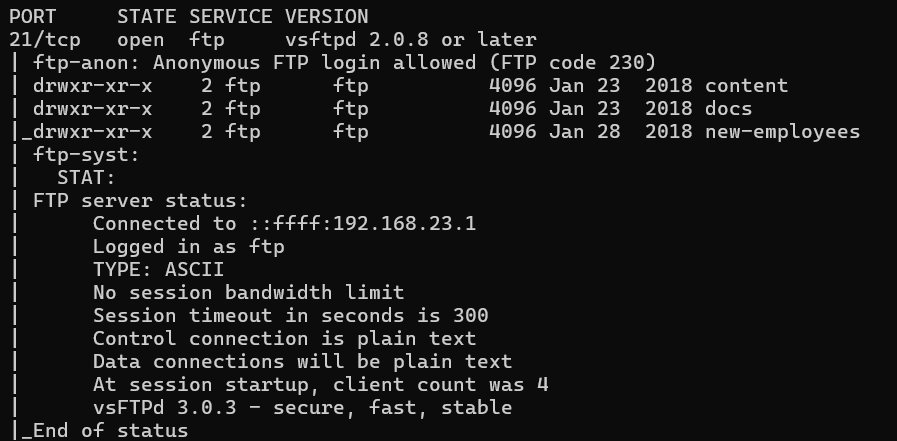 PORT     STATE SERVICE VERSION
21/tcp   open  ftp     vsftpd 2.0.8 or later
| ftp-anon: Anonymous FTP login allowed (FTP code 230)
| drwxr-xr-x    2 ftp      ftp          4096 Jan 23  2018 content
| drwxr-xr-x    2 ftp      ftp          4096 Jan 23  2018 docs
|_drwxr-xr-x    2 ftp      ftp          4096 Jan 28  2018 new-employees
| ftp-syst:
|   STAT:
| FTP server status:
|      Connected to ::ffff:192.168.23.1
|      Logged in as ftp
|      TYPE: ASCII
|      No session bandwidth limit
|      Session timeout in seconds is 300
|      Control connection is plain text
|      Data connections will be plain text
|      At session startup, client count was 4
|      vsFTPd 3.0.3 - secure, fast, stable
|_End of status